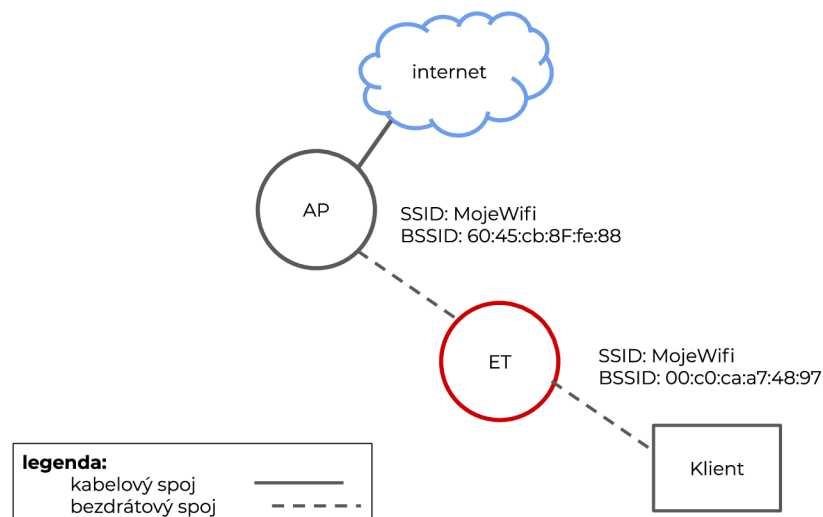 internet
AP
SSID: MojeWifi
BSSID: 60:45:cb:8F:fe:88
ET
SSID: MojeWifi
BSSID: 00:c0:ca:a7:48:97
Klient
legenda:
kabelový spoj
bezdrátový spoj